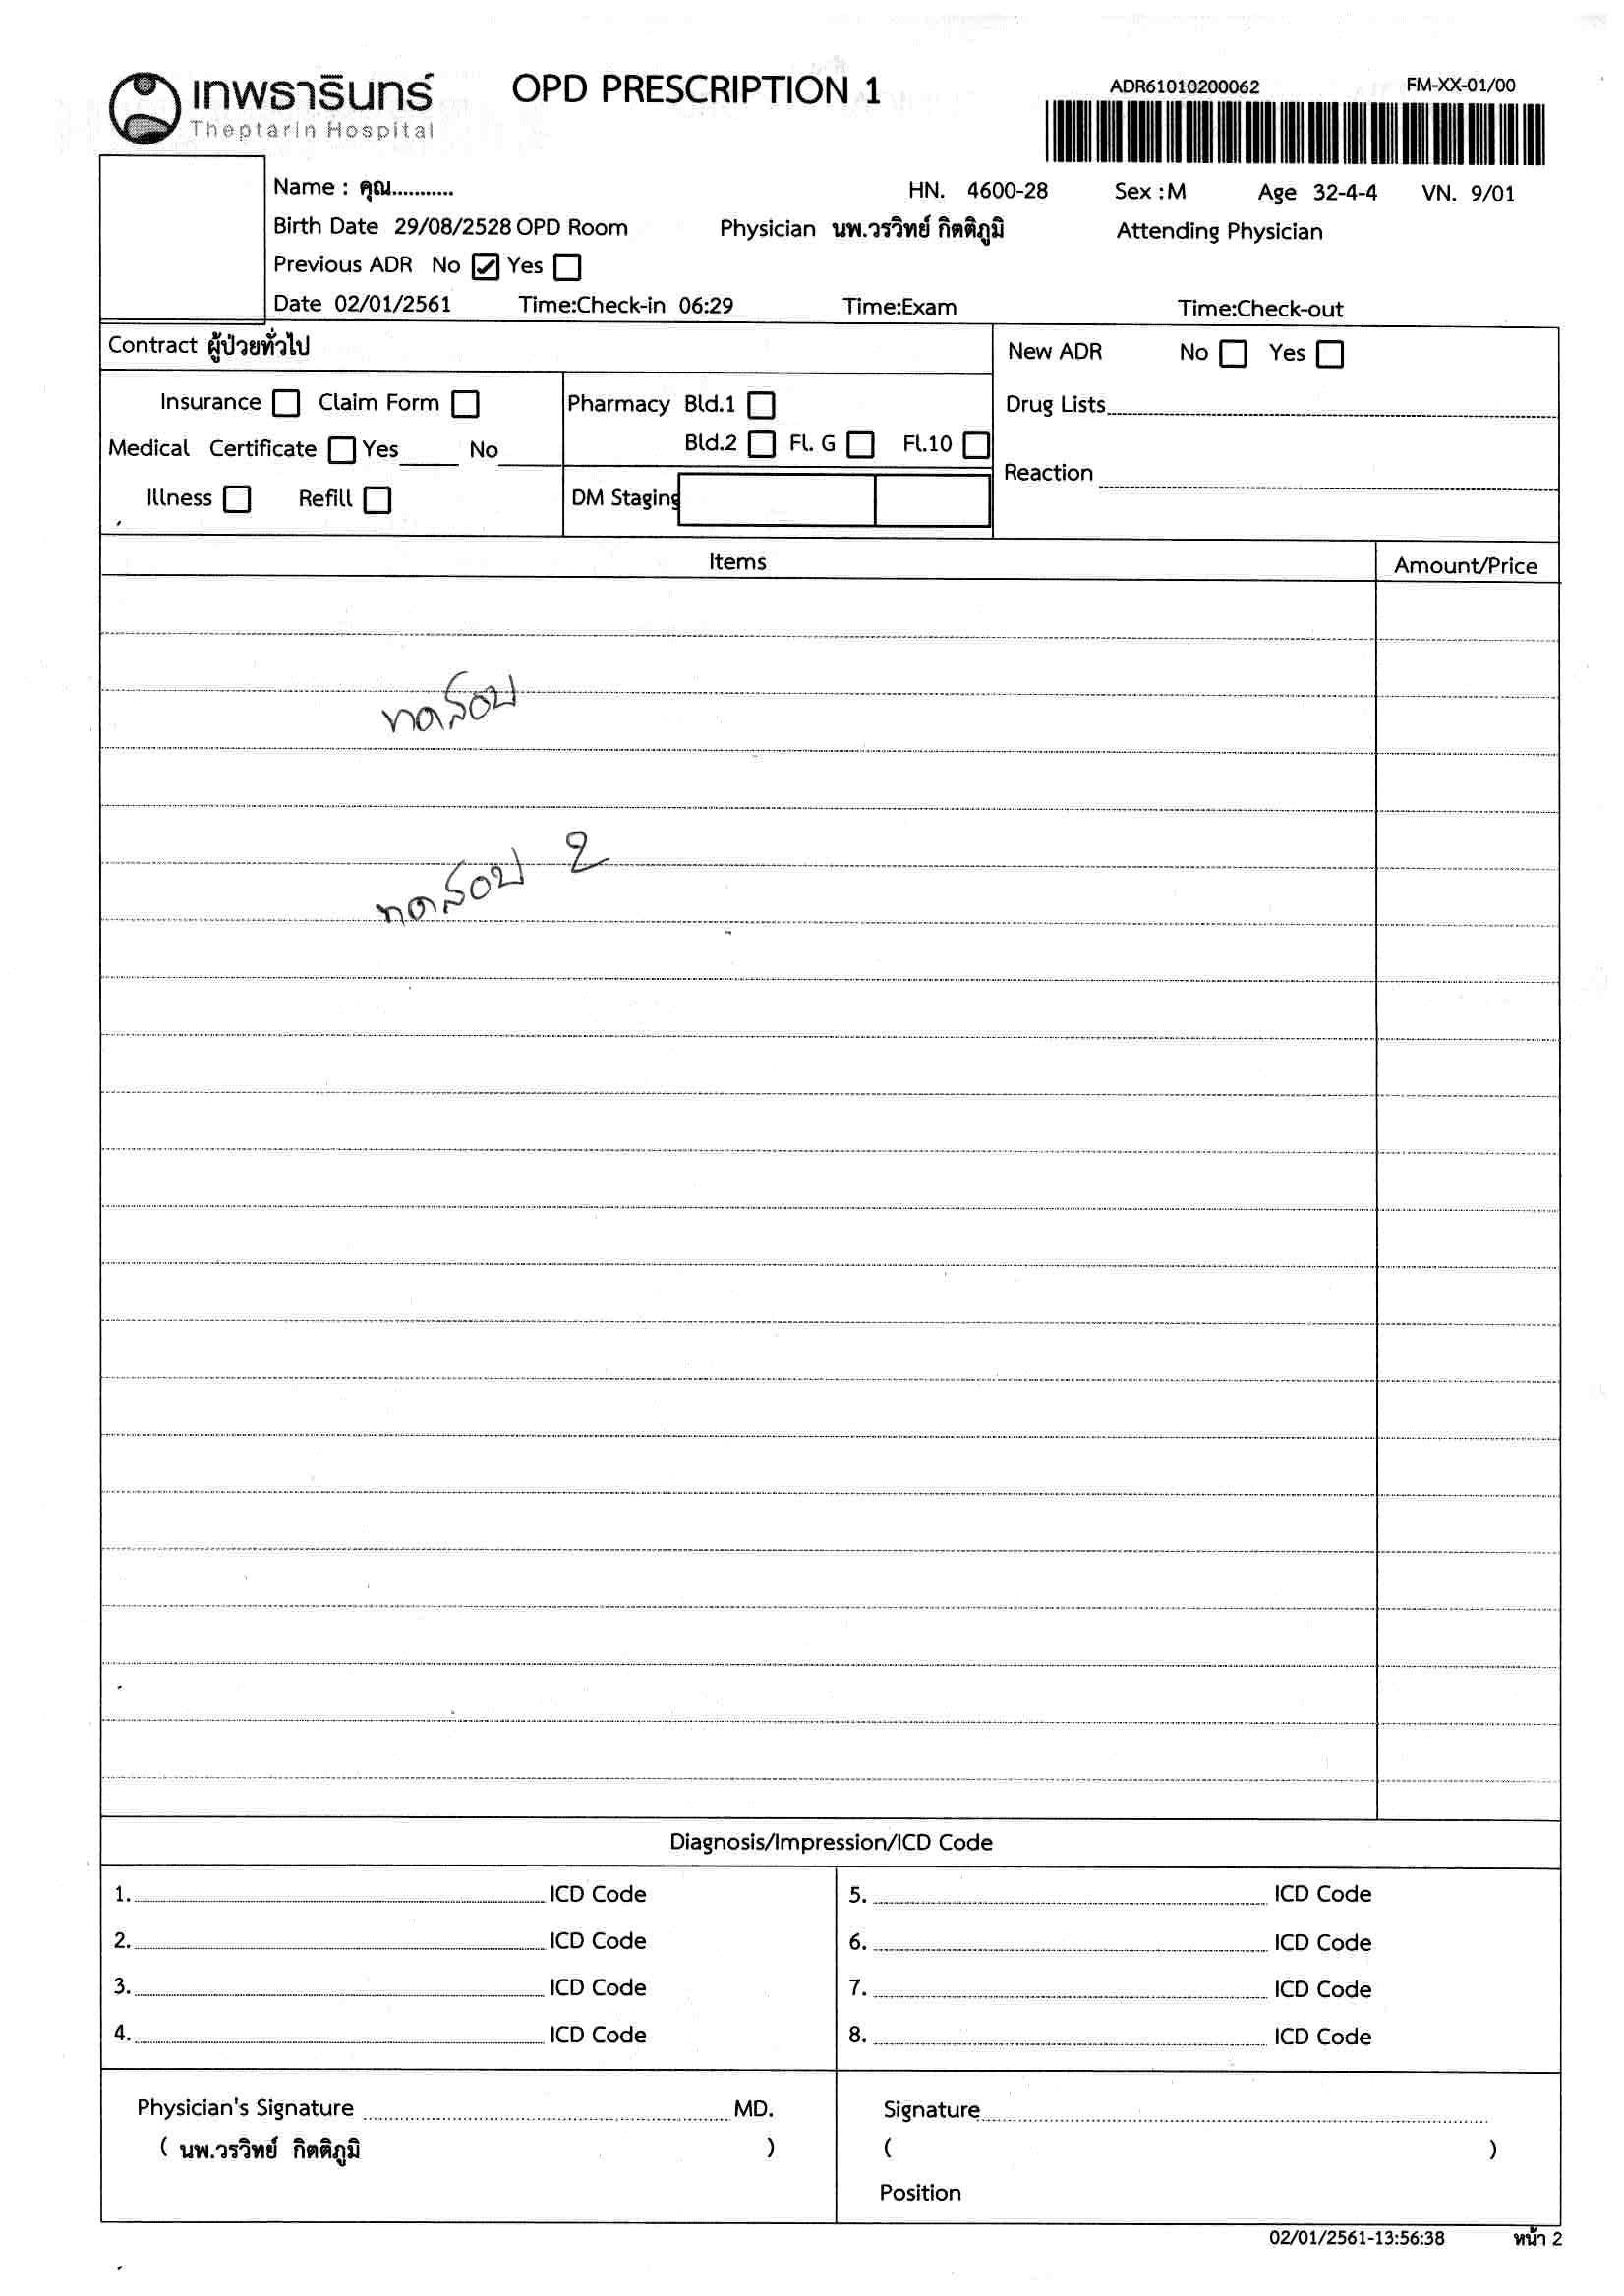 เทพธารินทร์ OPD PRESCRIPTION 1 ADR61010200062 FM-XX-01/00
Theptarin Hospital
Name : คุณ........... HN. 4600-28 Sex : M Age 32-4-4 VN. 9/01
Birth Date 29/08/2528 OPD Room Physician นพ.วรวิทย์ กิตติภูมิ Attending Physician
Previous ADR No Yes
Date 02/01/2561 Time:Check-in 06:29 Time:Exam Time:Check-out
Contract ผู้ป่วยทั่วไป New ADR No Yes
Insurance Claim Form Pharmacy Bld.1 Drug Lists
Medical Certificate Yes No Bld.2 Fl. G Fl.10
Reaction
Illness Refill DM Staging
Items Amount/Price
ทดสอบ
ทดสอบ 2
Diagnosis/Impression/ICD Code
1. ICD Code 5. ICD Code
2. ICD Code 6. ICD Code
3. ICD Code 7. ICD Code
4. ICD Code 8. ICD Code
Physician's Signature MD. Signature
( นพ.วรวิทย์ กิตติภูมิ ) ( )
Position
02/01/2561-13:56:38 หน้า 2